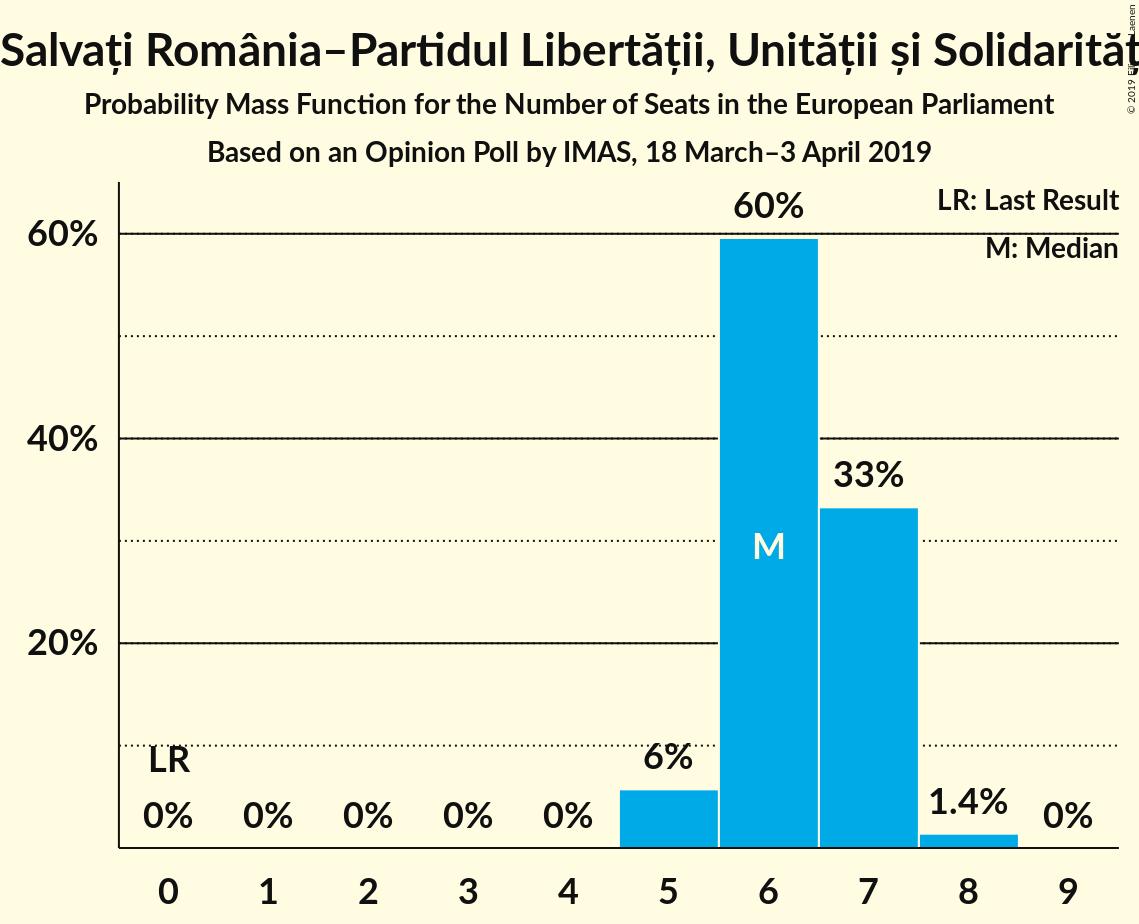 Salvați România–Partidul Libertății, Unității și Solidarităț
Probability Mass Function for the Number of Seats in the European Parliament
Based on an Opinion Poll by IMAS, 18 March–3 April 2019
© 2019
LR: Last Result
M: Median
60%
40%
20%
60%
33%
M
LR
6%
1.4%
0% 0% 0% 0% 0% 0%
0 1 2 3 4 5 6 7 8 9